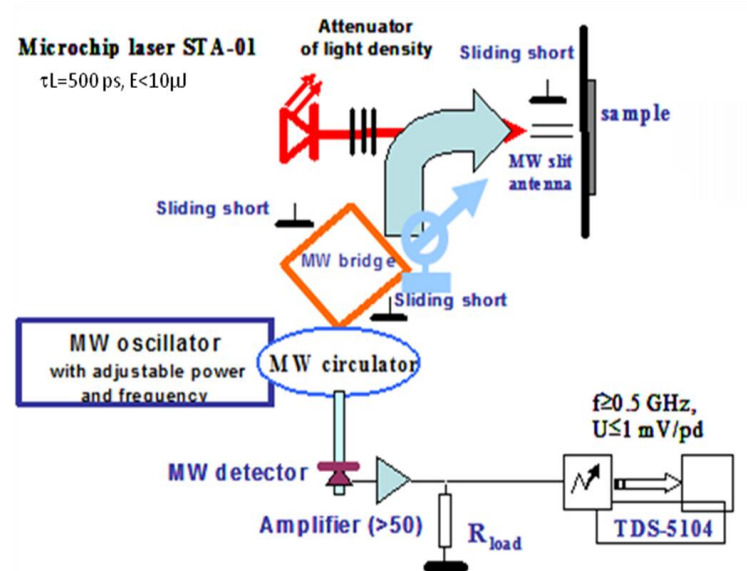 Microchip laser STA-01
τL=500 ps, E<10μJ
Attenuator
of light density
Sliding short
sample
MW slit
antenna
Sliding short
MW bridge
Sliding short
MW oscillator
with adjustable power
and frequency
MW circulator
f≥0.5 GHz,
U≤1 mV/pd
MW detector
Amplifier (>50)
Rload
TDS-5104